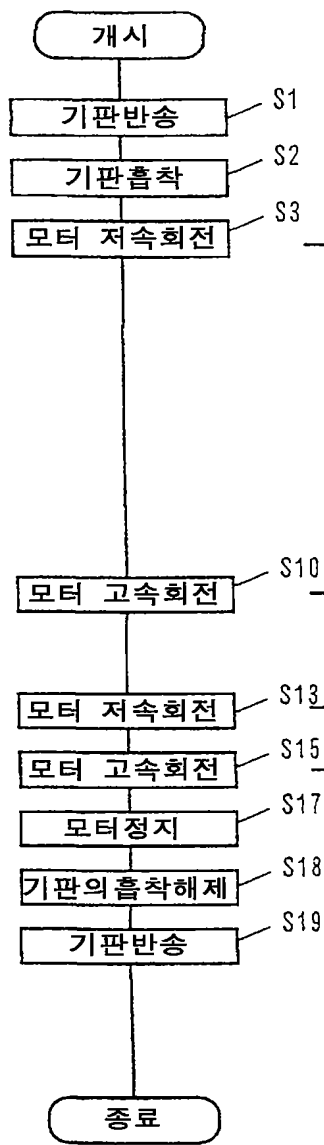 개시
S1
기판반송
S2
기판흡착
S3
모터 저속회전
S10
모터 고속회전
S13
모터 저속회전
S15
모터 고속회전
S17
모터정지
S18
기판의흡착해제
S19
기판반송
종료